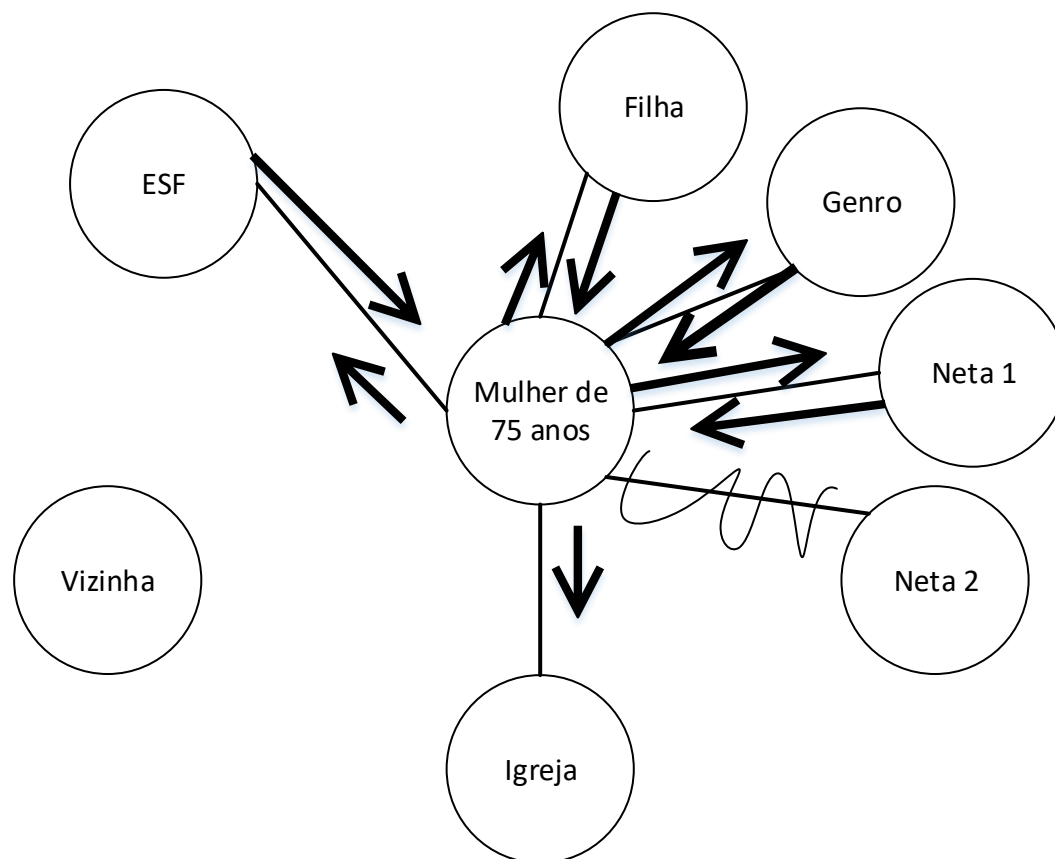 Filha
ESF
Genro
Neta 1
Mulher de
75 anos
Vizinha
Neta 2
Igreja